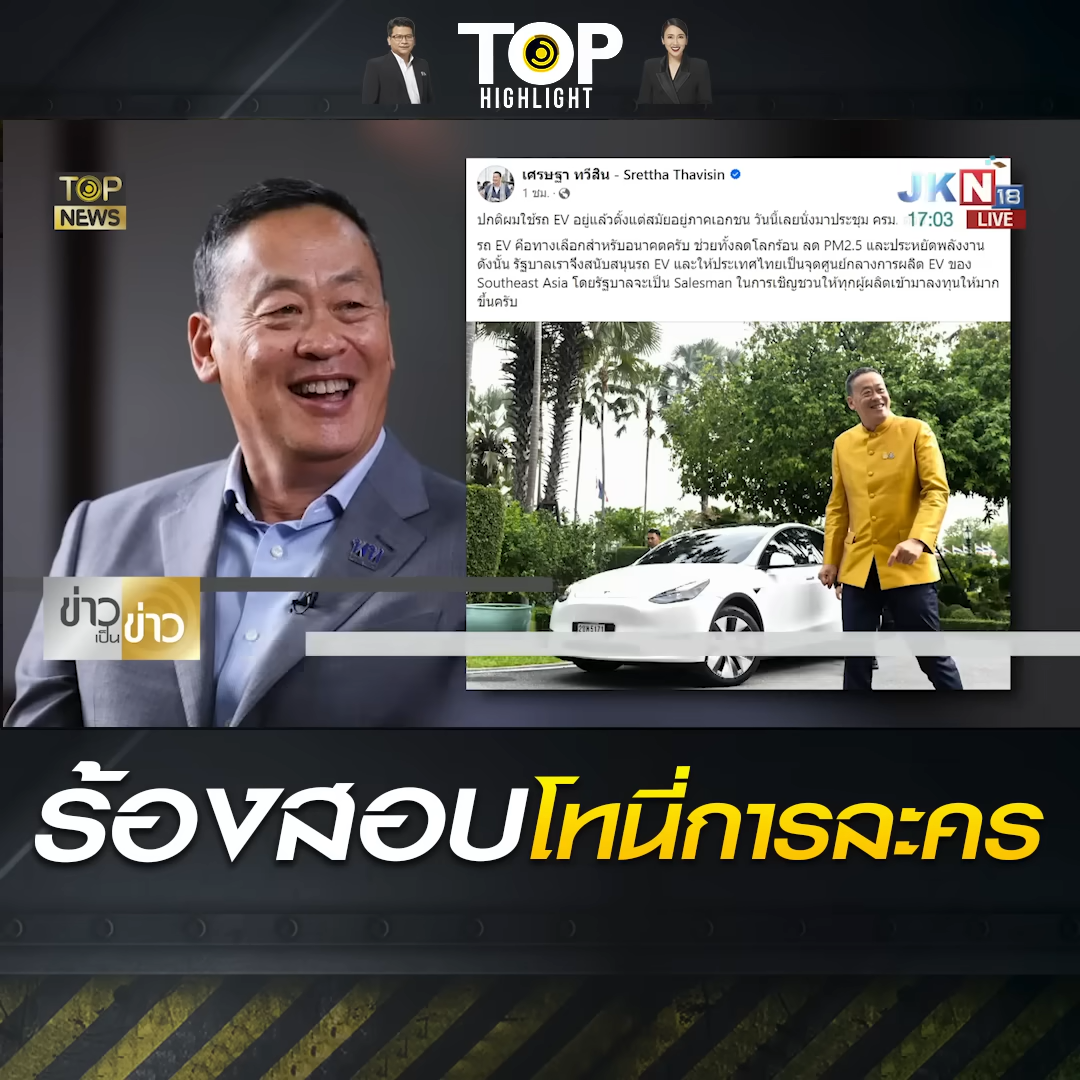 TOP
HIGHLIGHT
TOP
NEWS
เศรษฐา ทวีสิน - Srettha Thavisin
1 ชม.
JKN18
17:03 LIVE
ปกติผมใช้รถ EV อยู่แล้วตั้งแต่สมัยอยู่ภาคเอกชน วันนี้เลยนั่งมาประชุม ครม.
รถ EV คือทางเลือกสำหรับอนาคตครับ ช่วยทั้งลดโลกร้อน ลด PM2.5 และประหยัดพลังงาน
ดังนั้น รัฐบาลเราจึงสนับสนุนรถ EV และให้ประเทศไทยเป็นจุดศูนย์กลางการผลิต EV ของ
Southeast Asia โดยรัฐบาลจะเป็น Salesman ในการเชิญชวนให้ทุกผู้ผลิตเข้ามาลงทุนให้มาก
ขึ้นครับ
ข่าว
เป็น
ข่าว
ร้องสอบโทนี่การละคร